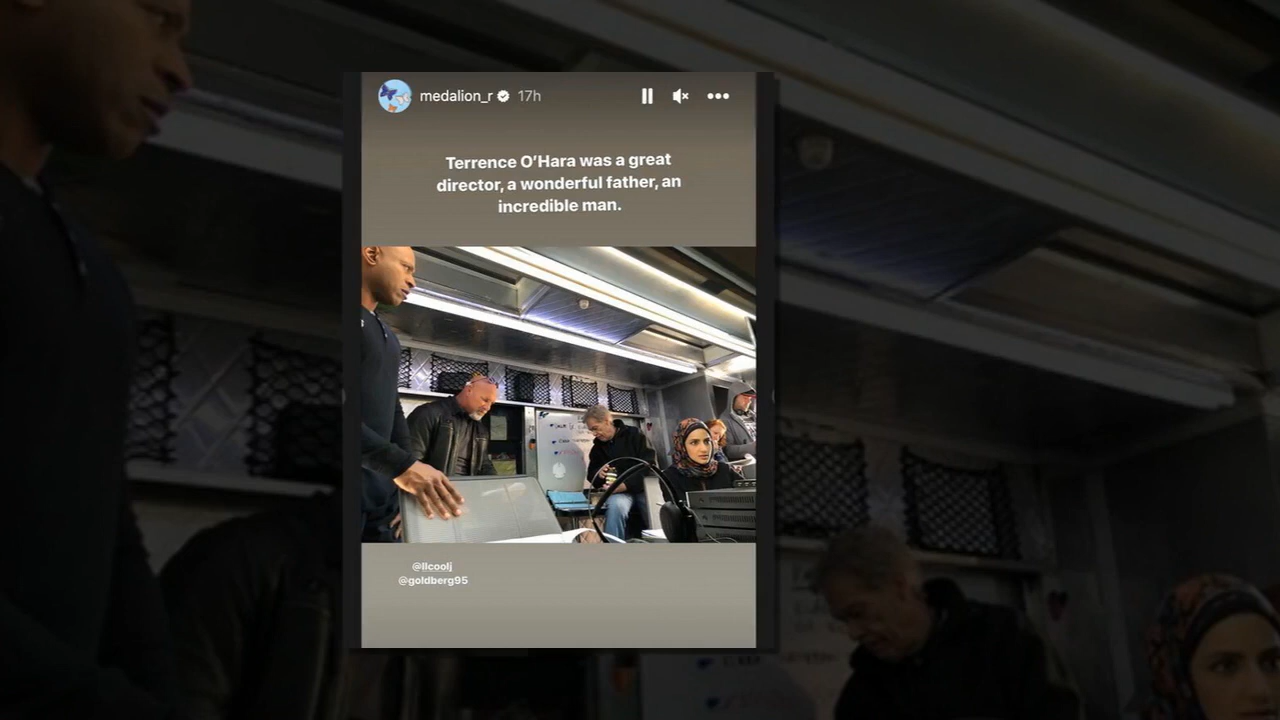 medalion_r 17h
Terrence O'Hara was a great
director, a wonderful father, an
incredible man.
@llcoolj
@goldberg95